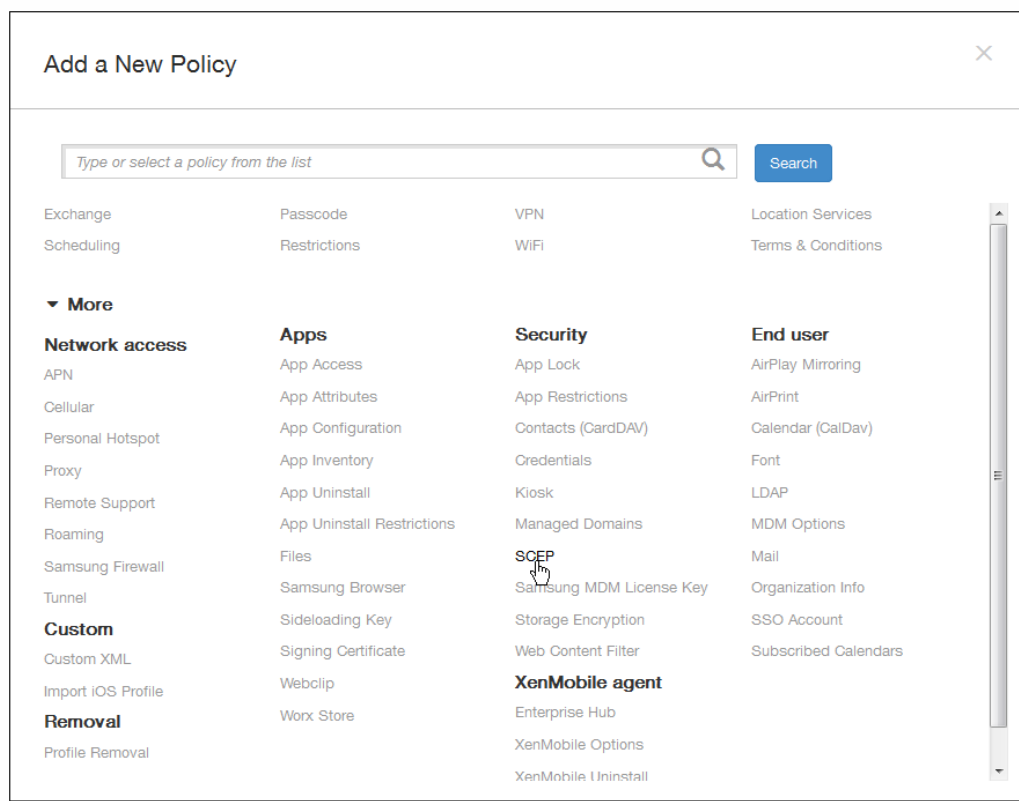 Add a New Policy
Type or select a policy from the list
Search
Exchange
Passcode
VPN
Location Services
Scheduling
Restrictions
WiFi
Terms & Conditions
More
Network access
APN
Cellular
Personal Hotspot
Proxy
Remote Support
Roaming
Samsung Firewall
Tunnel
Custom
Custom XML
Import iOS Profile
Removal
Profile Removal
Apps
App Access
App Attributes
App Configuration
App Inventory
App Uninstall
App Uninstall Restrictions
Files
Samsung Browser
Sideloading Key
Signing Certificate
Webclip
Worx Store
Security
App Lock
App Restrictions
Contacts (CardDAV)
Credentials
Kiosk
Managed Domains
SCEP
Samsung MDM License Key
Storage Encryption
Web Content Filter
XenMobile agent
Enterprise Hub
XenMobile Options
XenMobile Uninstall
End user
AirPlay Mirroring
AirPrint
Calendar (CalDav)
Font
LDAP
MDM Options
Mail
Organization Info
SSO Account
Subscribed Calendars